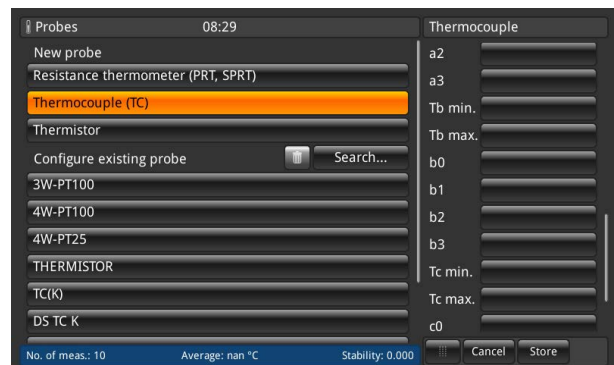 Probes 08:29
New probe
Resistance thermometer (PRT, SPRT)
Thermocouple (TC)
Thermistor
Configure existing probe Search...
3W-PT100
4W-PT100
4W-PT25
THERMISTOR
TC(K)
DS TC K
No. of meas.: 10 Average: nan °C Stability: 0.000
Thermocouple
a2
a3
Tb min.
Tb max.
b0
b1
b2
b3
Tc min.
Tc max.
c0
Cancel Store